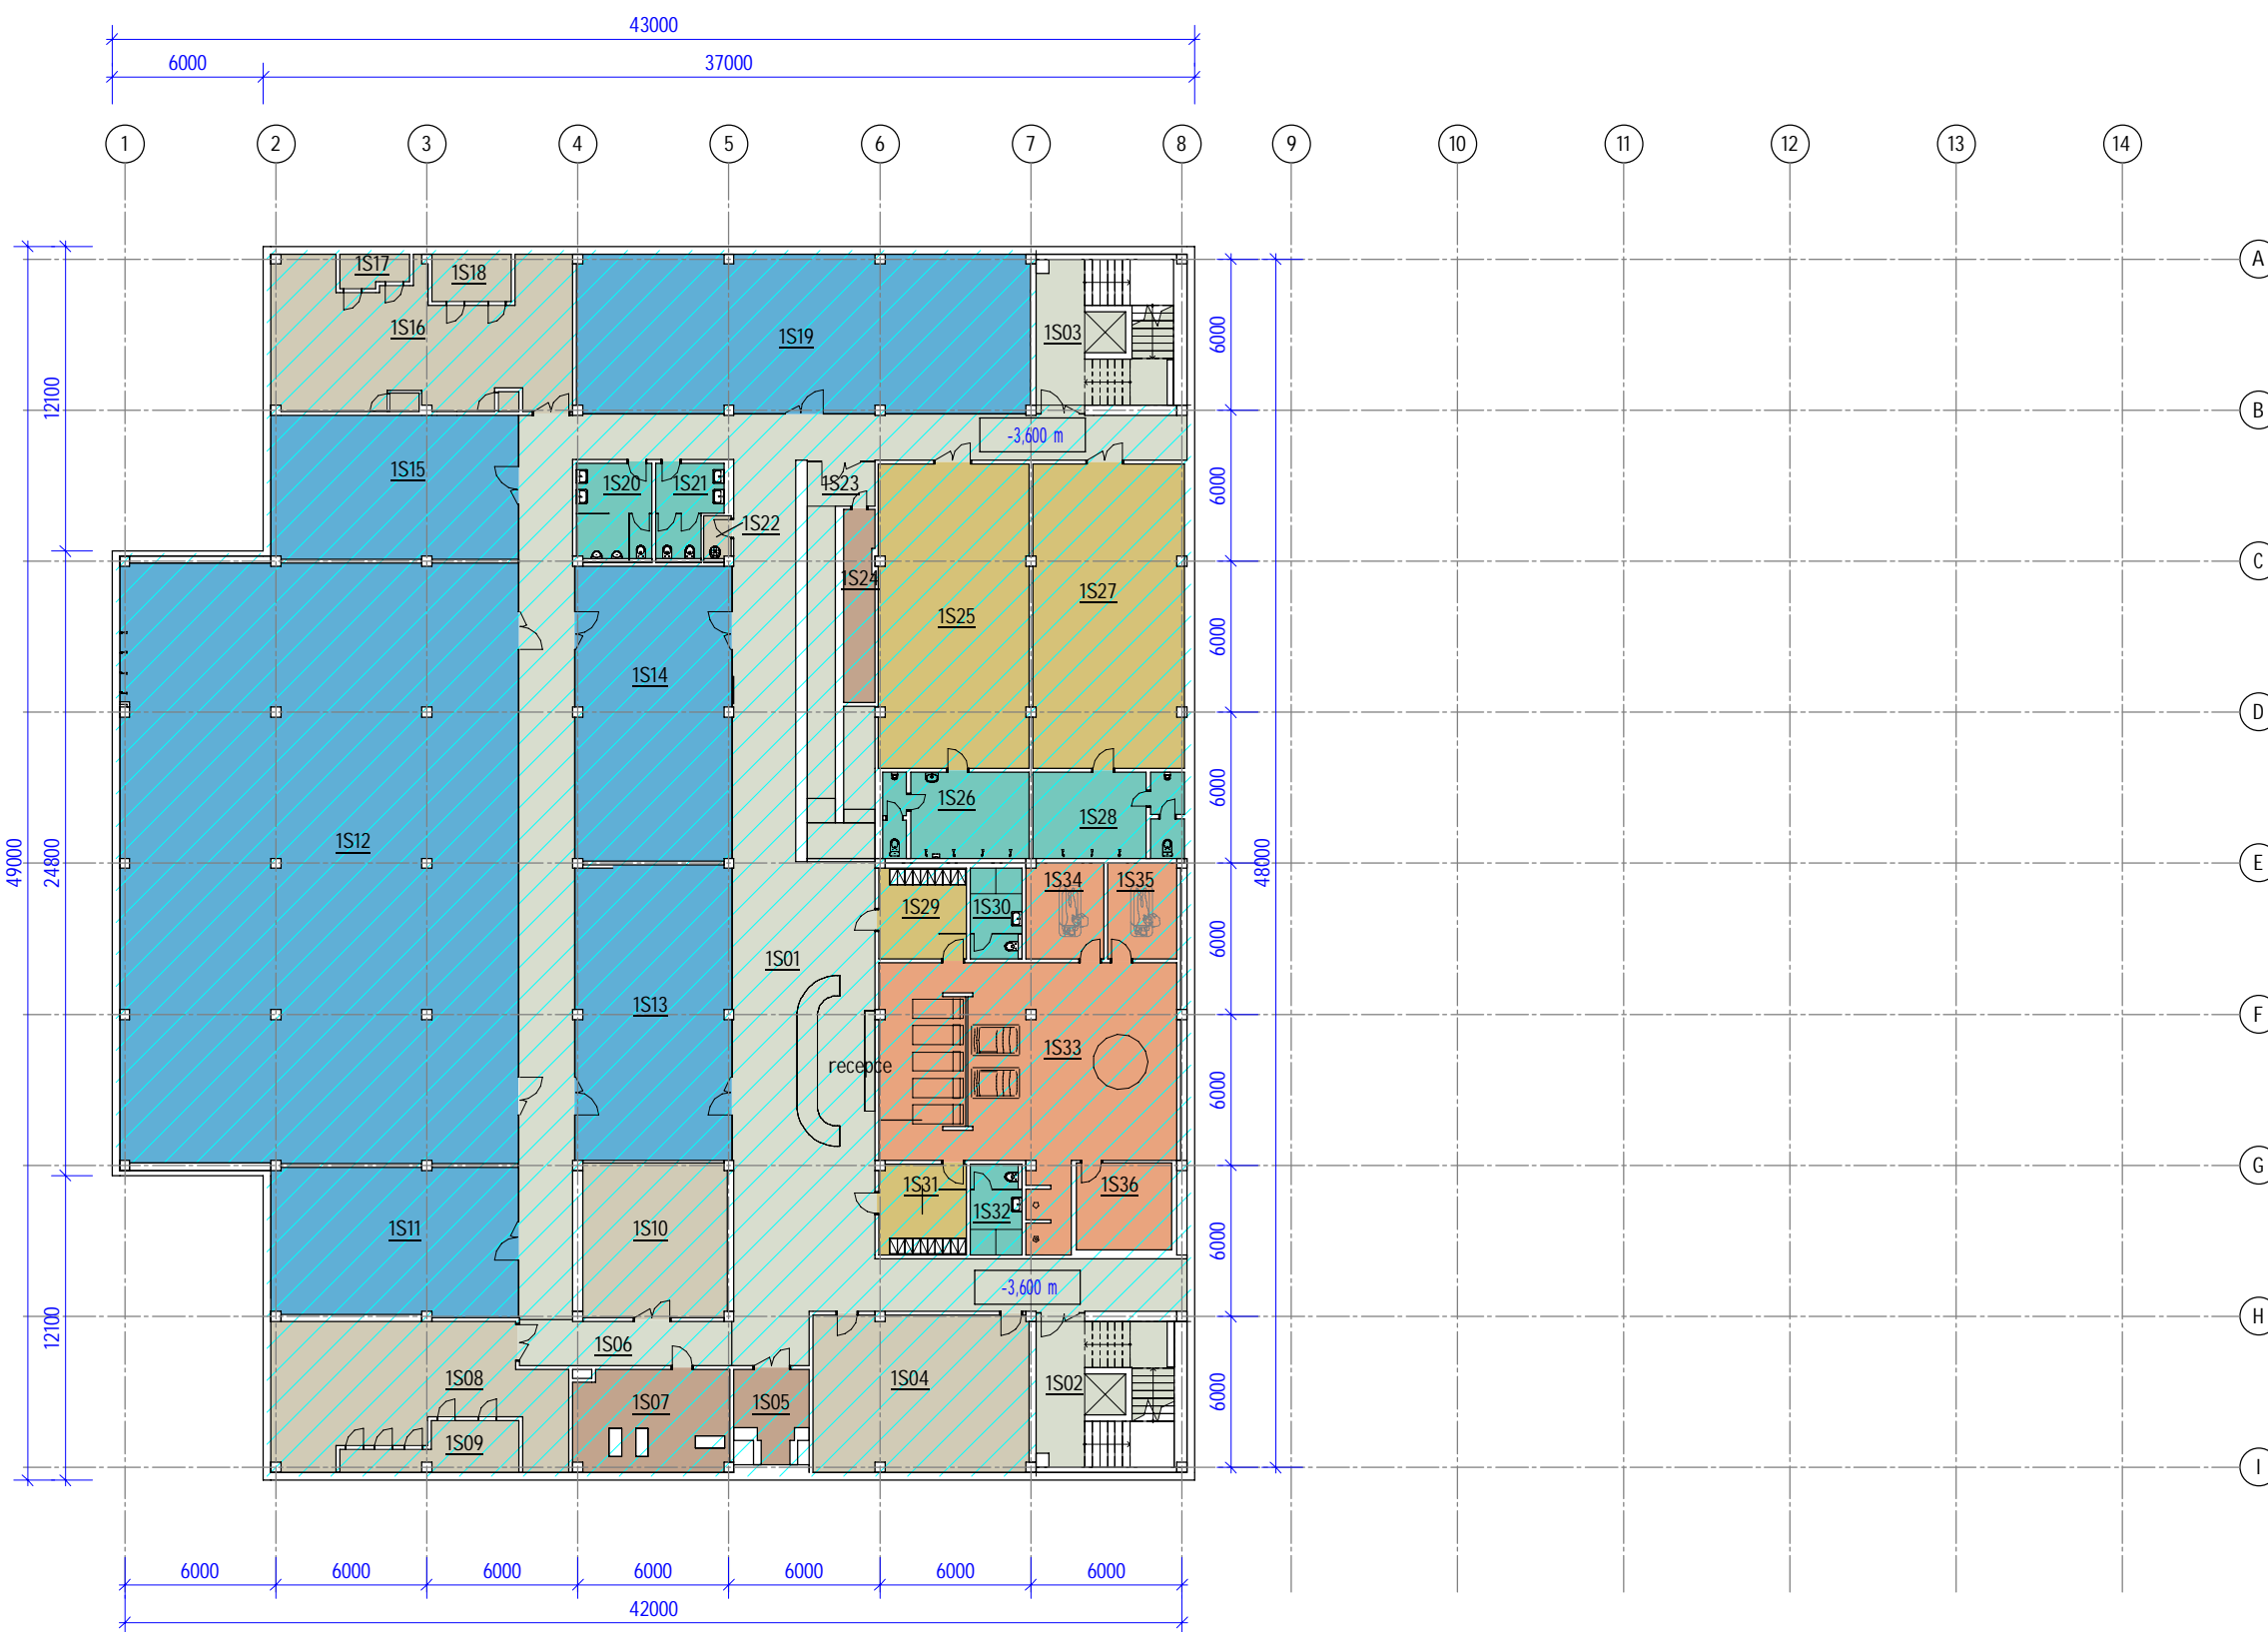 43000
6000 37000
1 2 3 4 5 6 7 8 9 10 11 12 13 14
A
1S17 1S18
1S16 1S19 1S03
6000
12100
B
-3,600 m
1S15 1S20 1S21 1S23
6000
1S22
C
1S24
1S25 1S27
6000
1S14
D
1S26 1S28
6000
1S12
49000 24800
E
48000
1S34 1S35
1S29 1S30
6000
1S01
1S13
F
1S33
recepce
6000
G
1S31 1S36
1S32
1S11 1S10
6000
-3,600 m
H
12100
1S06
1S08 1S04 1S02
6000
1S07 1S05
1S09
I
6000 6000 6000 6000 6000 6000 6000
42000